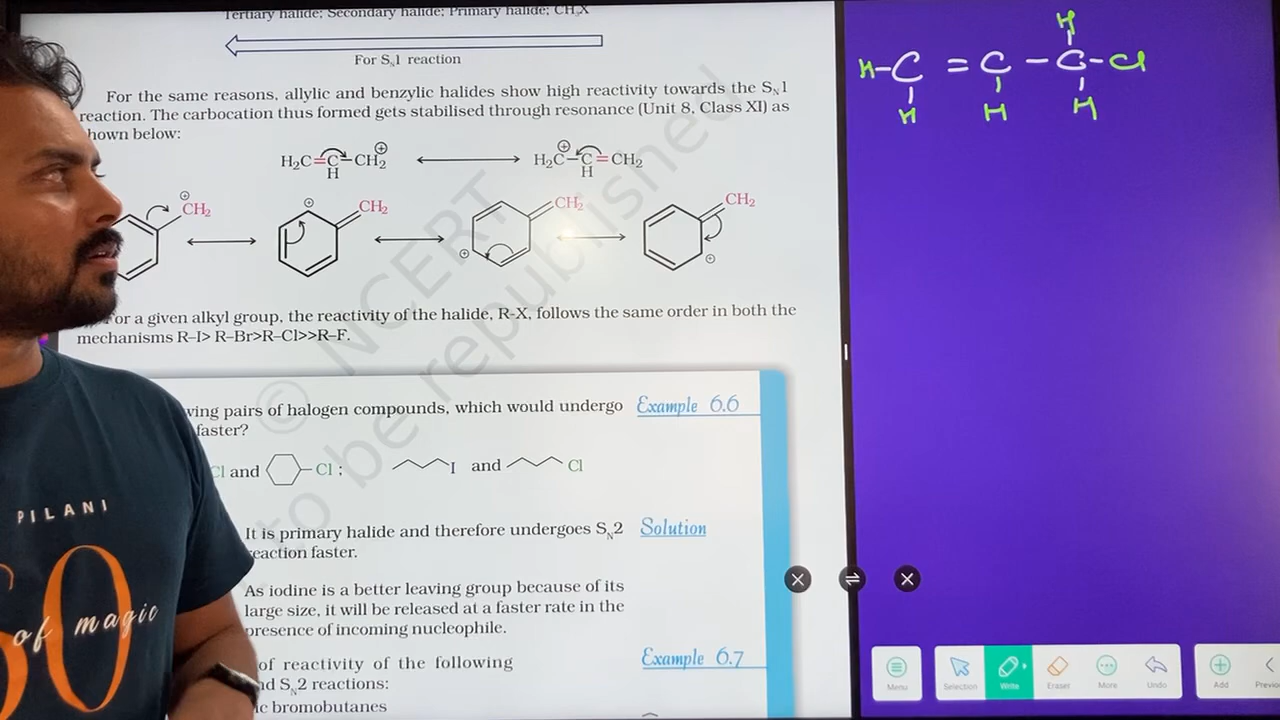 Tertiary halide; Secondary halide; Primary halide; CH3X
For SN1 reaction
For the same reasons, allylic and benzylic halides show high reactivity towards the SN1
reaction. The carbocation thus formed gets stabilised through resonance (Unit 8, Class XI) as
hown below:
H2C=C-CH2 ⊕
H
H2C-C=CH2 ⊕
H
⊕ CH2
⊕ CH2
⊕ CH2
⊕ CH2
or a given alkyl group, the reactivity of the halide, R-X, follows the same order in both the
mechanisms R–I> R–Br>R–Cl>>R–F.
wing pairs of halogen compounds, which would undergo
faster?
Example 6.6
Cl and Cl ; I and Cl
It is primary halide and therefore undergoes SN2
eaction faster.
Solution
As iodine is a better leaving group because of its
large size, it will be released at a faster rate in the
presence of incoming nucleophile.
of reactivity of the following
nd SN2 reactions:
ic bromobutanes
Example 6.7
© NCERT
to be republished
H
H-C=C-C-Cl
H H H
PILANI
of magic
Menu
Selection
Write
Eraser
More
Undo
Add
Previo